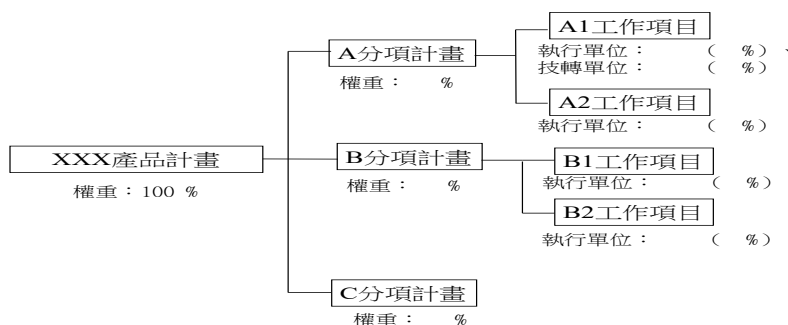 XXX產品計畫
權重：100 %
A分項計畫
權重： %
A1工作項目
執行單位： ( %)、
技轉單位： ( %)
A2工作項目
執行單位： ( %)
B分項計畫
權重： %
B1工作項目
執行單位： ( %)
B2工作項目
執行單位： ( %)
C分項計畫
權重： %